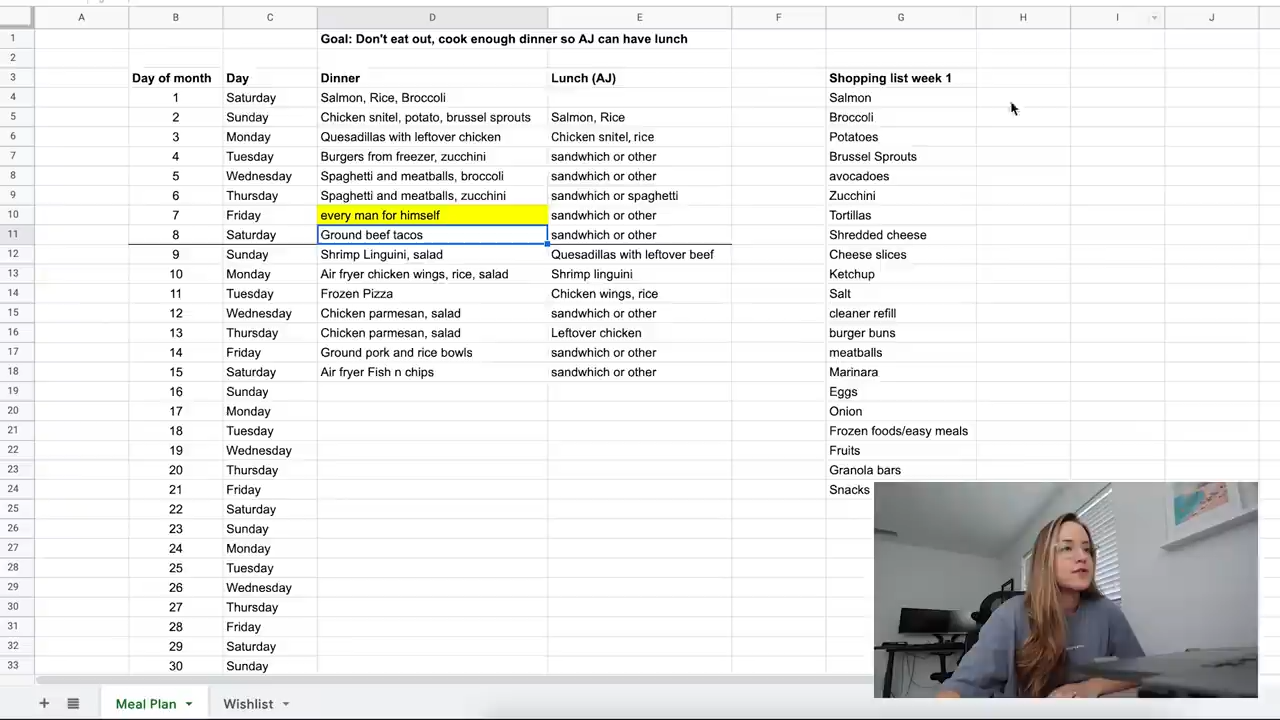 A B C D E F G H I J
1 Goal: Don't eat out, cook enough dinner so AJ can have lunch
2
3 Day of month Day Dinner Lunch (AJ) Shopping list week 1
4 1 Saturday Salmon, Rice, Broccoli Salmon
5 2 Sunday Chicken snitel, potato, brussel sprouts Salmon, Rice Broccoli
6 3 Monday Quesadillas with leftover chicken Chicken snitel, rice Potatoes
7 4 Tuesday Burgers from freezer, zucchini sandwhich or other Brussel Sprouts
8 5 Wednesday Spaghetti and meatballs, broccoli sandwhich or other avocadoes
9 6 Thursday Spaghetti and meatballs, zucchini sandwhich or spaghetti Zucchini
10 7 Friday every man for himself sandwhich or other Tortillas
11 8 Saturday Ground beef tacos sandwhich or other Shredded cheese
12 9 Sunday Shrimp Linguini, salad Quesadillas with leftover beef Cheese slices
13 10 Monday Air fryer chicken wings, rice, salad Shrimp linguini Ketchup
14 11 Tuesday Frozen Pizza Chicken wings, rice Salt
15 12 Wednesday Chicken parmesan, salad sandwhich or other cleaner refill
16 13 Thursday Chicken parmesan, salad Leftover chicken burger buns
17 14 Friday Ground pork and rice bowls sandwhich or other meatballs
18 15 Saturday Air fryer Fish n chips sandwhich or other Marinara
19 16 Sunday Eggs
20 17 Monday Onion
21 18 Tuesday Frozen foods/easy meals
22 19 Wednesday Fruits
23 20 Thursday Granola bars
24 21 Friday Snacks
25 22 Saturday
26 23 Sunday
27 24 Monday
28 25 Tuesday
29 26 Wednesday
30 27 Thursday
31 28 Friday
32 29 Saturday
33 30 Sunday
Meal Plan Wishlist